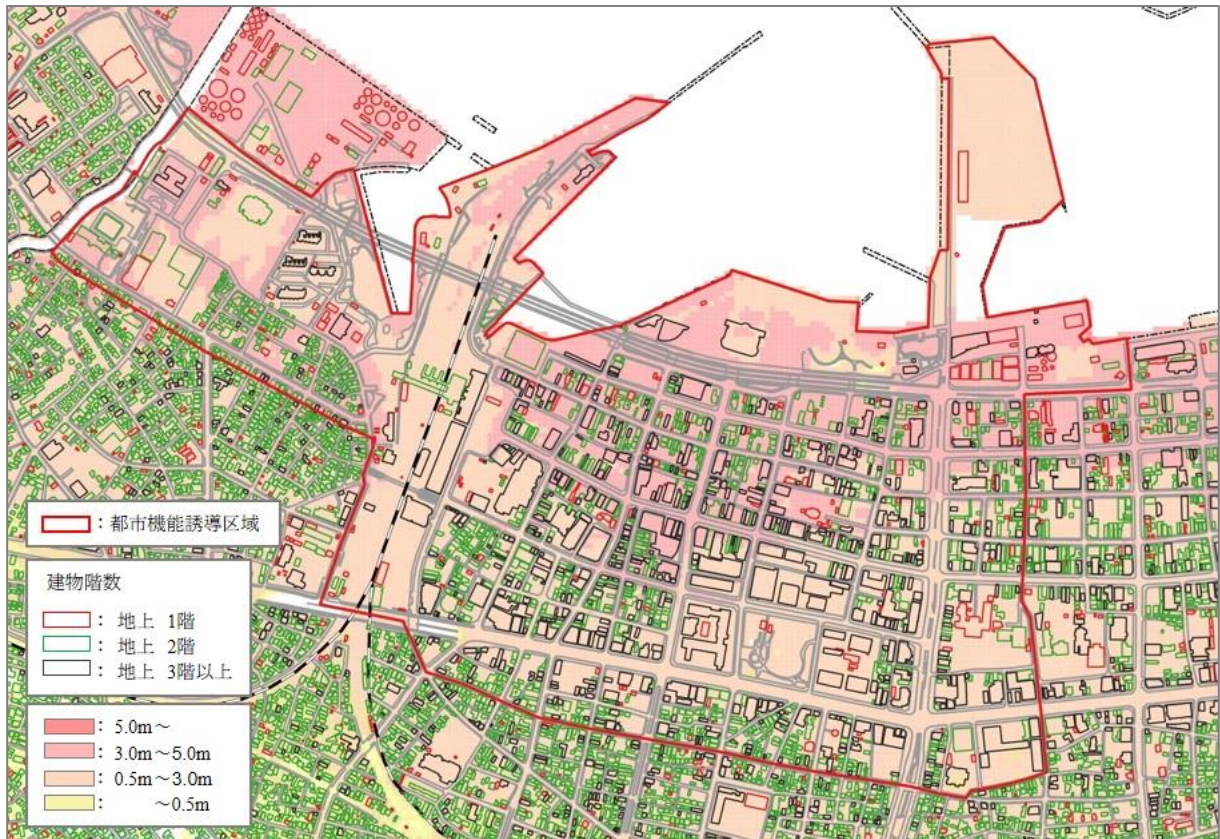 ：都市機能誘導区域
建物階数
：地上 1階
：地上 2階
：地上 3階以上
：5.0m～
：3.0m～5.0m
：0.5m～3.0m
：～0.5m